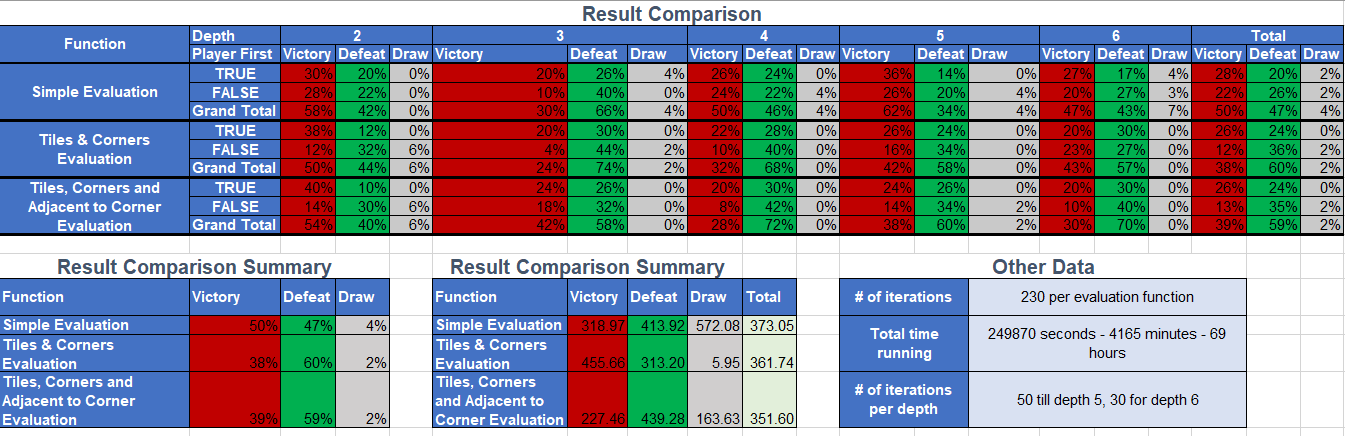 Result Comparison
Function Depth 2 3 4 5 6 Total
Player First Victory Defeat Draw Victory Defeat Draw Victory Defeat Draw Victory Defeat Draw Victory Defeat Draw Victory Defeat Draw
Simple Evaluation
TRUE 30% 20% 0% 20% 26% 4% 26% 24% 0% 36% 14% 0% 27% 17% 4% 28% 20% 2%
FALSE 28% 22% 0% 10% 40% 0% 24% 22% 4% 26% 20% 4% 20% 27% 3% 22% 26% 2%
Grand Total 58% 42% 0% 30% 66% 4% 50% 46% 4% 62% 34% 4% 47% 43% 7% 50% 47% 4%
Tiles & Corners
Evaluation
TRUE 38% 12% 0% 20% 30% 0% 22% 28% 0% 26% 24% 0% 20% 30% 0% 26% 24% 0%
FALSE 12% 32% 6% 4% 44% 2% 10% 40% 0% 16% 34% 0% 23% 27% 0% 12% 36% 2%
Grand Total 50% 44% 6% 24% 74% 2% 32% 68% 0% 42% 58% 0% 43% 57% 0% 38% 60% 2%
Tiles, Corners and
Adjacent to Corner
Evaluation
TRUE 40% 10% 0% 24% 26% 0% 20% 30% 0% 24% 26% 0% 20% 30% 0% 26% 24% 0%
FALSE 14% 30% 6% 18% 32% 0% 8% 42% 0% 14% 34% 2% 10% 40% 0% 13% 35% 2%
Grand Total 54% 40% 6% 42% 58% 0% 28% 72% 0% 38% 60% 2% 30% 70% 0% 39% 59% 2%
Result Comparison Summary
Function Victory Defeat Draw
Simple Evaluation 50% 47% 4%
Tiles & Corners
Evaluation 38% 60% 2%
Tiles, Corners and
Adjacent to Corner
Evaluation 39% 59% 2%
Result Comparison Summary
Function Victory Defeat Draw Total
Simple Evaluation 318.97 413.92 572.08 373.05
Tiles & Corners
Evaluation 455.66 313.20 5.95 361.74
Tiles, Corners
and Adjacent to
Corner Evaluation 227.46 439.28 163.63 351.60
Other Data
# of iterations 230 per evaluation function
Total time
running
249870 seconds - 4165 minutes - 69
hours
# of iterations
per depth
50 till depth 5, 30 for depth 6